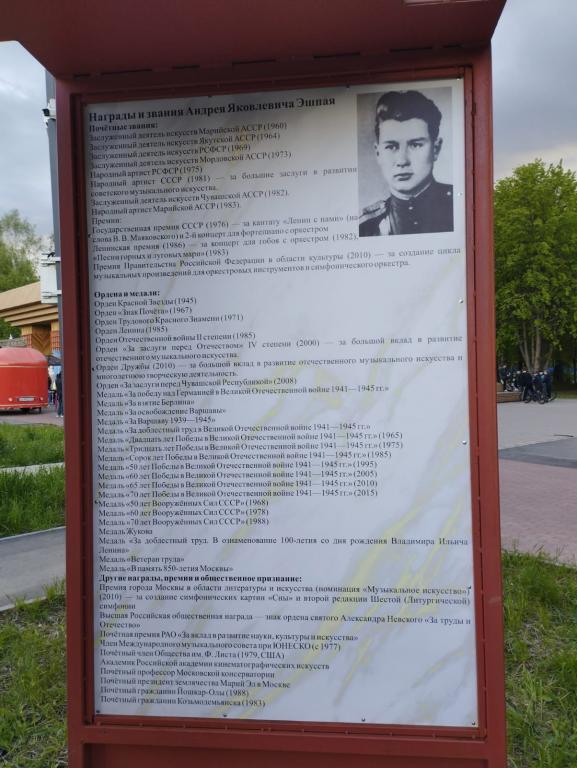 Награды и звания Андрея Яковлевича Эшпая
Почётные звания:
Заслуженный деятель искусств Марийской АССР (1960)
Заслуженный деятель искусств Якутской АССР (1964)
Заслуженный деятель искусств РСФСР (1969)
Заслуженный деятель искусств Мордовской АССР (1973)
Народный артист РСФСР (1975)
Народный артист СССР (1981) — за большие заслуги в развитии
советского музыкального искусства.
Заслуженный деятель искусств Чувашской АССР (1982).
Народный артист Марийской АССР (1983).
Премии:
Государственная премия СССР (1976) — за кантату «Ленин с нами» (на
слова В. В. Маяковского) и 2-й концерт для фортепиано с оркестром
Ленинская премия (1986) — за концерт для гобоя с оркестром (1982),
«Песни горных и луговых мари» (1983)
Премия Правительства Российской Федерации в области культуры (2010) — за создание цикла
музыкальных произведений для оркестровых инструментов и симфонического оркестра.
Ордена и медали:
Орден Красной Звезды (1945)
Орден «Знак Почёта» (1967)
Орден Трудового Красного Знамени (1971)
Орден Ленина (1985)
Орден Отечественной войны II степени (1985)
Орден «За заслуги перед Отечеством» IV степени (2000) — за большой вклад в развитие
отечественного музыкального искусства.
Орден Дружбы (2010) — за большой вклад в развитие отечественного музыкального искусства и
многолетнюю творческую деятельность.
Орден «За заслуги перед Чувашской Республикой» (2008)
Медаль «За победу над Германией в Великой Отечественной войне 1941—1945 гг.»
Медаль «За взятие Берлина»
Медаль «За освобождение Варшавы»
Медаль «За Варшаву 1939—1945»
Медаль «За доблестный труд в Великой Отечественной войне 1941—1945 гг.»
Медаль «Двадцать лет Победы в Великой Отечественной войне 1941—1945 гг.» (1965)
Медаль «Тридцать лет Победы в Великой Отечественной войне 1941—1945 гг.» (1975)
Медаль «Сорок лет Победы в Великой Отечественной войне 1941—1945 гг.» (1985)
Медаль «50 лет Победы в Великой Отечественной войне 1941—1945 гг.» (1995)
Медаль «60 лет Победы в Великой Отечественной войне 1941—1945 гг.» (2005)
Медаль «65 лет Победы в Великой Отечественной войне 1941—1945 гг.» (2010)
Медаль «70 лет Победы в Великой Отечественной войне 1941—1945 гг.» (2015)
Медаль «50 лет Вооружённых Сил СССР» (1968)
Медаль «60 лет Вооружённых Сил СССР» (1978)
Медаль «70 лет Вооружённых Сил СССР» (1988)
Медаль Жукова
Медаль «За доблестный труд. В ознаменование 100-летия со дня рождения Владимира Ильича
Ленина»
Медаль «Ветеран труда»
Медаль «В память 850-летия Москвы»
Другие награды, премии и общественное признание:
Премия города Москвы в области литературы и искусства (номинация «Музыкальное искусство»)
(2010) — за создание симфонических картин «Сны» и второй редакции Шестой (Литургической)
симфонии
Высшая Российская общественная награда — знак ордена святого Александра Невского «За труды и
Отечество»
Почётная премия РАО «За вклад в развитие науки, культуры и искусства»
Член Международного музыкального совета при ЮНЕСКО (с 1977)
Почётный член Общества им. Ф. Листа (1979, США)
Академик Российской академии кинематографических искусств
Почётный профессор Московской консерватории
Почётный президент землячества Марий Эл в Москве
Почётный гражданин Йошкар-Олы (1988)
Почётный гражданин Козьмодемьянска (1983)